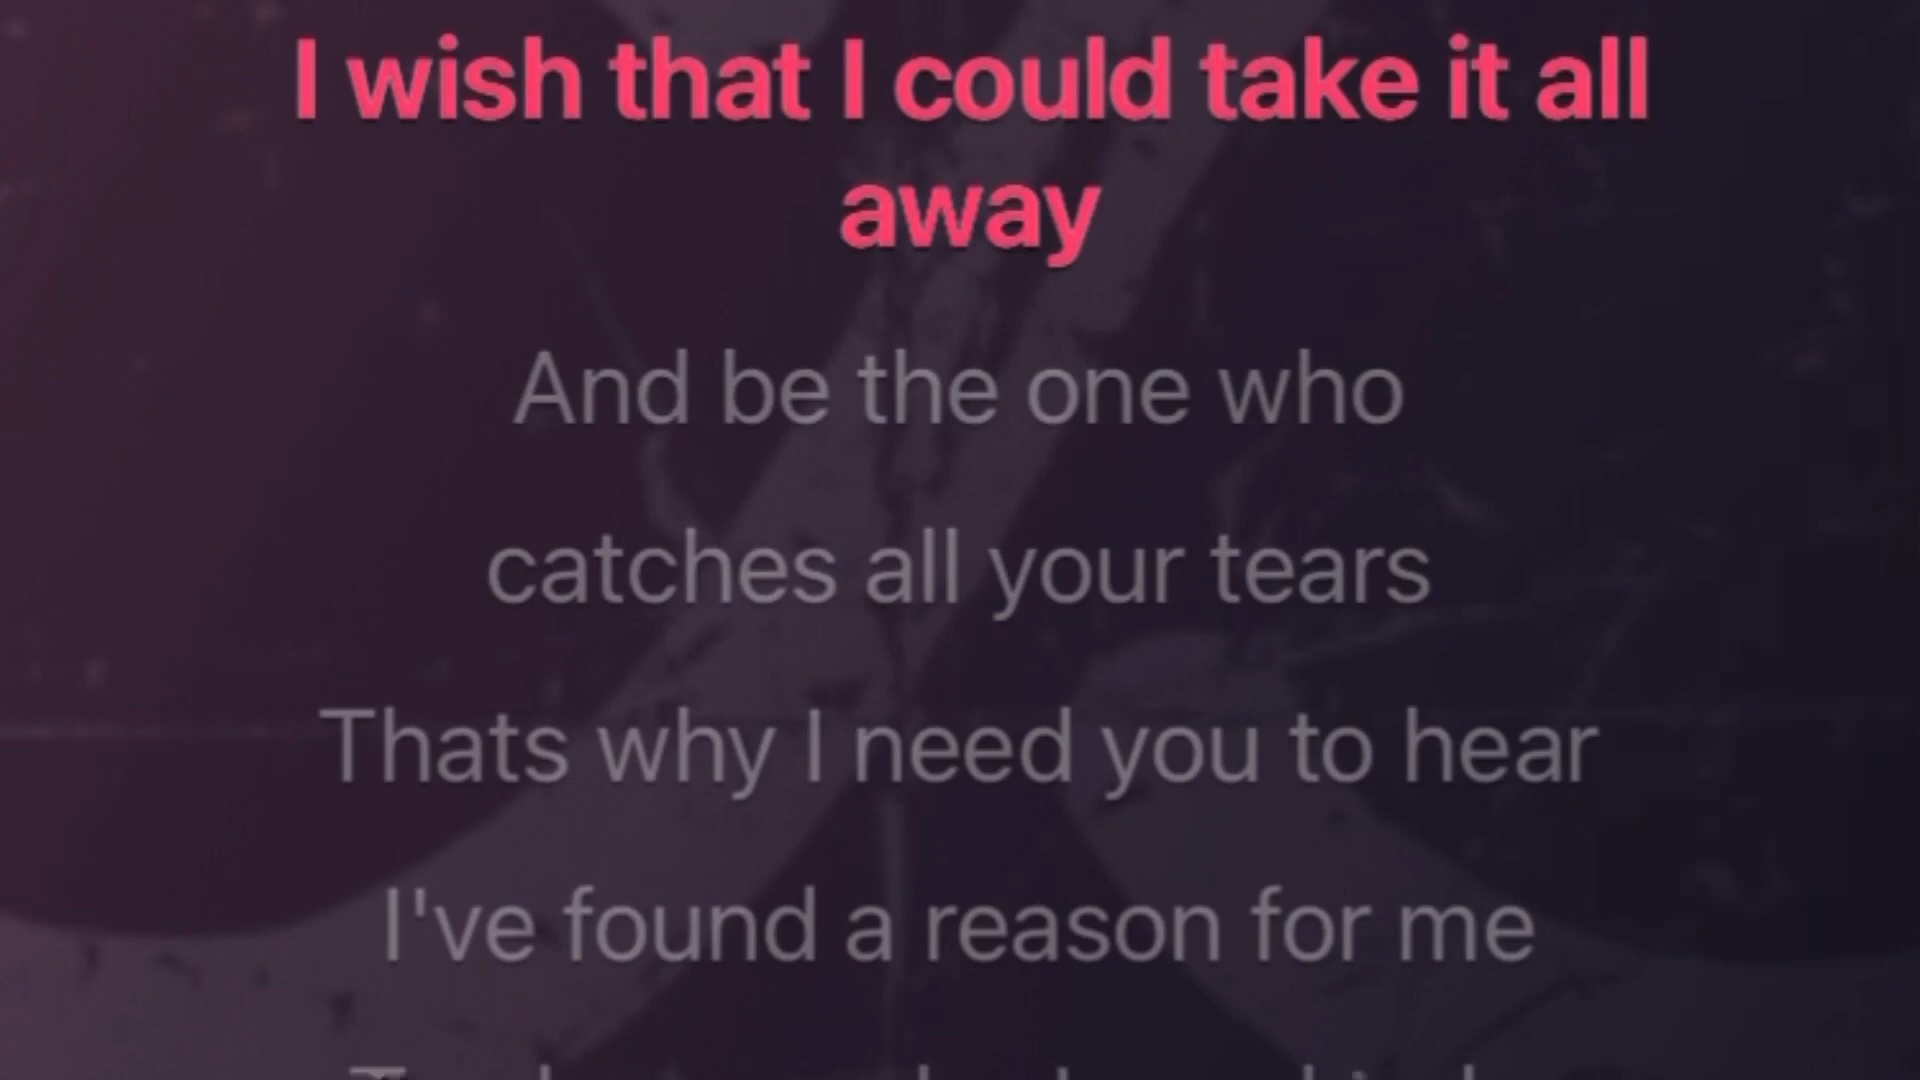 I wish that I could take it all
away
And be the one who
catches all your tears
Thats why I need you to hear
I've found a reason for me